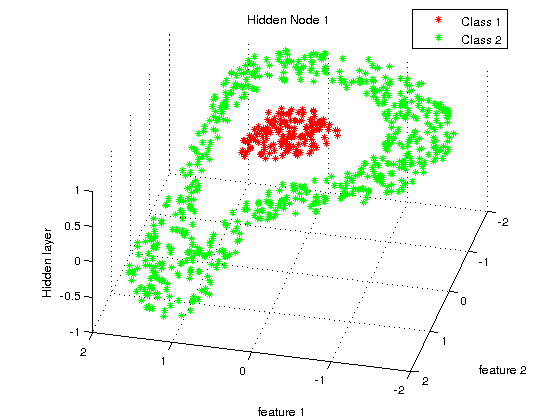 Hidden Node 1
Class 1
Class 2
Hidden layer
1
0.5
0
-0.5
-1
2
1
0
-1
-2
feature 1
2
1
0
-1
-2
feature 2